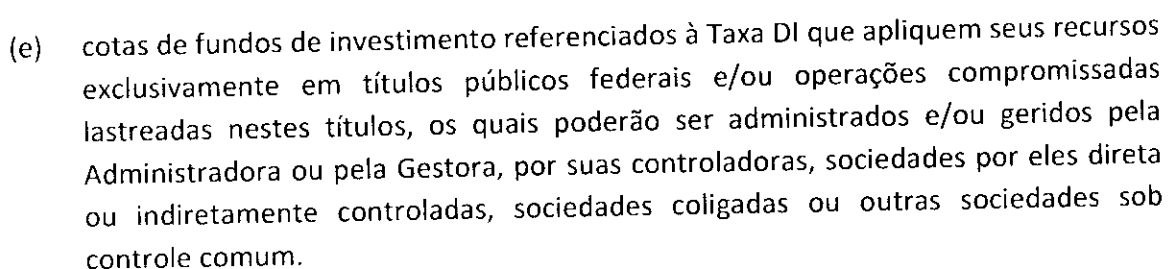 (e) cotas de fundos de investimento referenciados à Taxa DI que apliquem seus recursos
exclusivamente em títulos públicos federais e/ou operações compromissadas
lastreadas nestes títulos, os quais poderão ser administrados e/ou geridos pela
Administradora ou pela Gestora, por suas controladoras, sociedades por eles direta
ou indiretamente controladas, sociedades coligadas ou outras sociedades sob
controle comum.